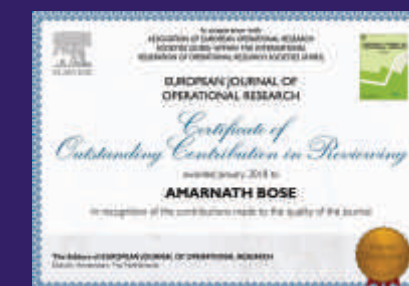 In cooperation with
ASSOCIATION OF EUROPEAN OPERATIONAL RESEARCH
SOCIETIES (EURO) WITHIN THE INTERNATIONAL
FEDERATION OF OPERATIONAL RESEARCH SOCIETIES (IFORS)
EUROPEAN JOURNAL OF
OPERATIONAL RESEARCH
Certificate of
Outstanding Contribution in Reviewing
awarded January, 2018 to
AMARNATH BOSE
in recognition of the contributions made to the quality of the journal
The Editors of EUROPEAN JOURNAL OF OPERATIONAL RESEARCH